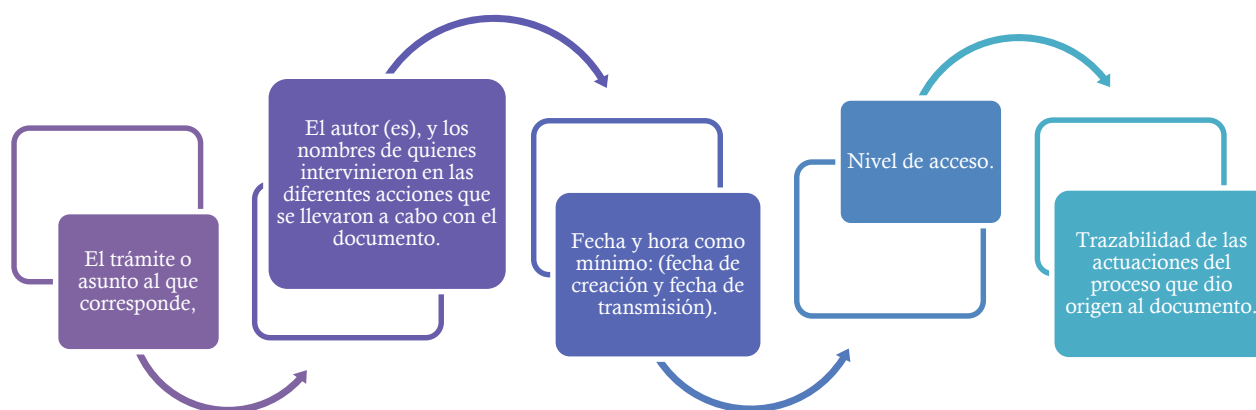 El trámite o
asunto al que
corresponde,
El autor (es), y los
nombres de quienes
intervinieron en las
diferentes acciones que
se llevaron a cabo con el
documento.
Fecha y hora como
mínimo: (fecha de
creación y fecha de
transmisión).
Nivel de acceso.
Trazabilidad de las
actuaciones del
proceso que dio
origen al documento.